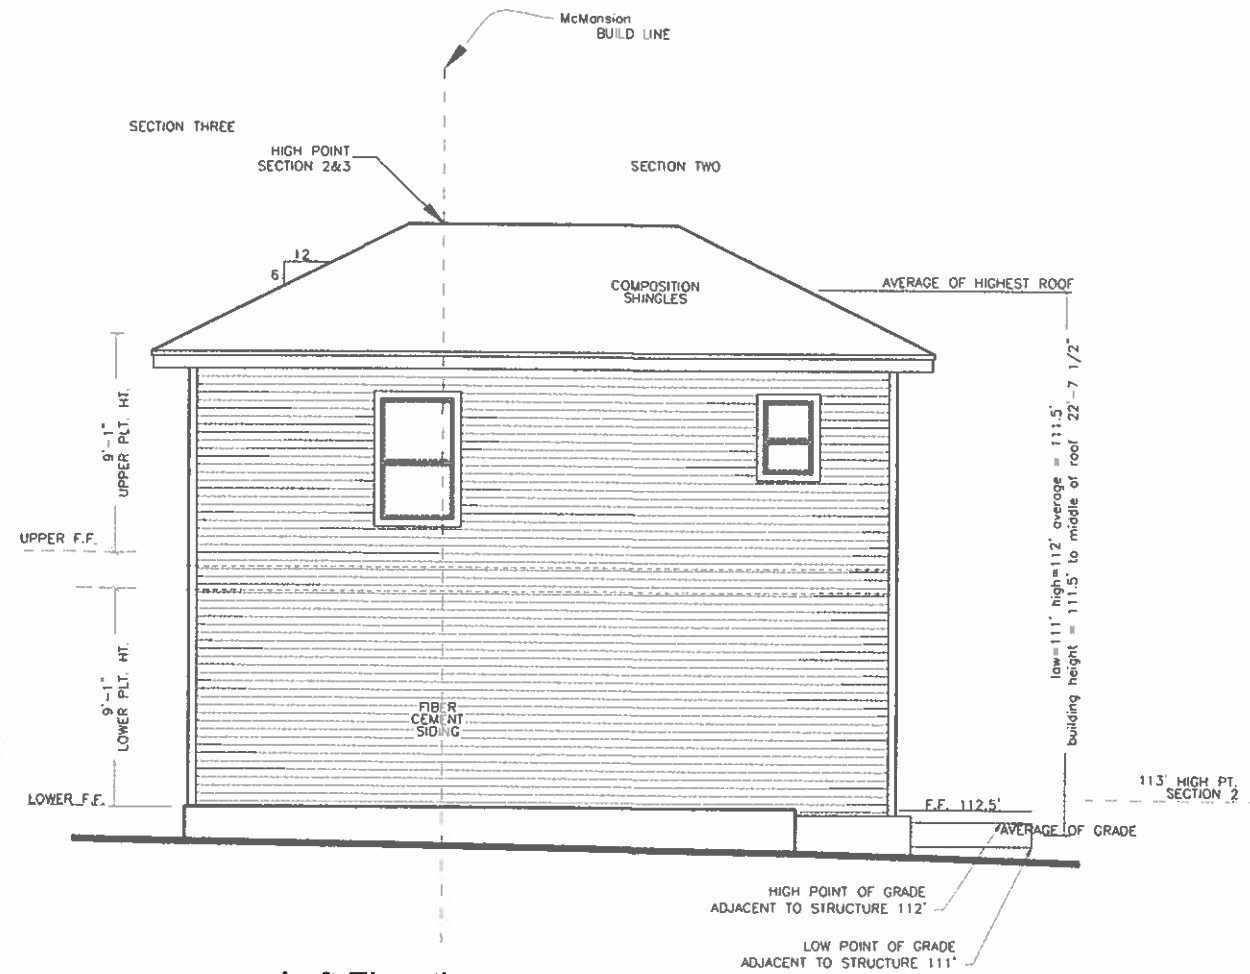 McMansion
BUILD LINE
SECTION THREE
HIGH POINT
SECTION 2&3
SECTION TWO
12
6
COMPOSITION
SHINGLES
AVERAGE OF HIGHEST ROOF
9'-1"
UPPER PLT. HT.
UPPER F.F.
9'-1"
LOWER PLT. HT.
LOWER F.F.
FIBER
CEMENT
SIDING
low=111' high=112' average = 111.5'
building height = 111.5' to middle of roof 22'-7 1/2"
113' HIGH PT.
SECTION 2
F.F. 112.5'
AVERAGE OF GRADE
HIGH POINT OF GRADE
ADJACENT TO STRUCTURE 112'
LOW POINT OF GRADE
ADJACENT TO STRUCTURE 111'